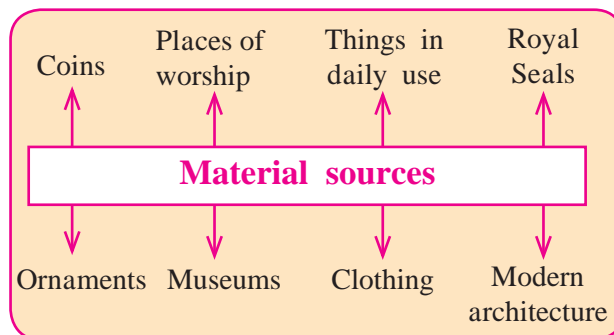 Coins
Places of
worship
Things in
daily use
Royal
Seals
Material sources
Ornaments
Museums
Clothing
Modern
architecture